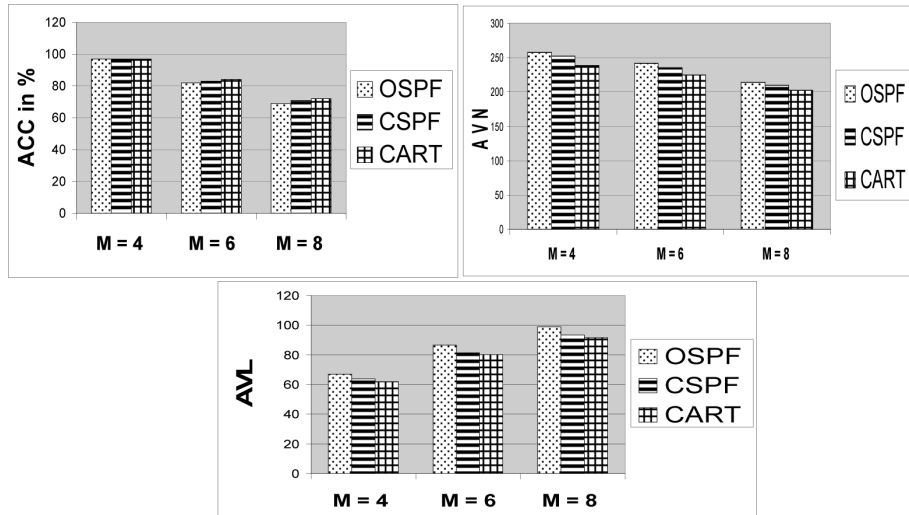 ACC in %
120
100
80
60
40
20
0
M = 4
M = 6
M = 8
OSPF
CSPF
CART
AVN
300
250
200
150
100
50
0
M = 4
M = 6
M = 8
OSPF
CSPF
CART
AVL
120
100
80
60
40
20
0
M = 4
M = 6
M = 8
OSPF
CSPF
CART